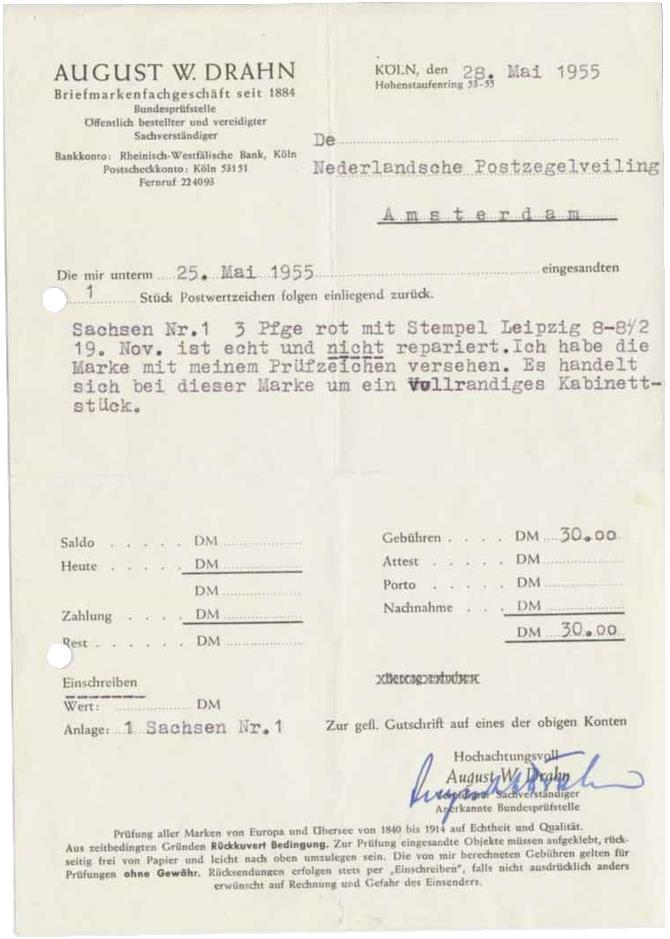 AUGUST W. DRAHN
Briefmarkenfachgeschäft seit 1884
Bundesprüfstelle
Öffentlich bestellter und vereidigter
Sachverständiger
Bankkonto: Rheinisch-Westfälische Bank, Köln
Postscheckkonto: Köln 53151
Fernruf 224093
KÖLN, den 28. Mai 1955
Hohenstaufenring 53-55
De
Nederlandsche Postzegelveiling
Amsterdam
Die mir unterm 25. Mai 1955 eingesandten
1 Stück Postwertzeichen folgen einliegend zurück.
Sachsen Nr.1 3 Pfge rot mit Stempel Leipzig 8-8½
19. Nov. ist echt und nicht repariert.Ich habe die
Marke mit meinem Prüfzeichen versehen. Es handelt
sich bei dieser Marke um ein Vollrandiges Kabinett-
stück.
Saldo . . . . . DM
Heute . . . . . DM
DM
Zahlung . . . . DM
Rest . . . . . . DM
Einschreiben
Wert: DM
Anlage: 1 Sachsen Nr.1
Gebühren . . . . DM 30.00
Attest . . . . . DM
Porto . . . . . DM
Nachnahme . . . DM
DM 30.00
Zur gefl. Gutschrift auf eines der obigen Konten
Hochachtungsvoll
August W. Drahn
Sachverständiger
Anerkannte Bundesprüfstelle
Prüfung aller Marken von Europa und Übersee von 1840 bis 1914 auf Echtheit und Qualität.
Aus zeitbedingten Gründen Rückkuvert Bedingung. Zur Prüfung eingesandte Objekte müssen aufgeklebt, rück-
seitig frei von Papier und leicht nach oben umzulegen sein. Die von mir berechneten Gebühren gelten für
Prüfungen ohne Gewähr. Rücksendungen erfolgen stets per „Einschreiben", falls nicht ausdrücklich anders
erwünscht auf Rechnung und Gefahr des Einsenders.